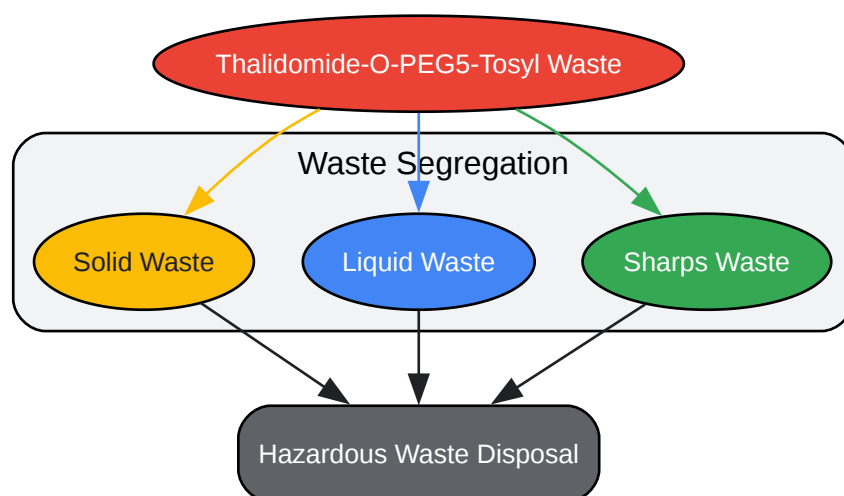 Thalidomide-O-PEG5-Tosyl Waste
Waste Segregation
Solid Waste
Liquid Waste
Sharps Waste
Hazardous Waste Disposal